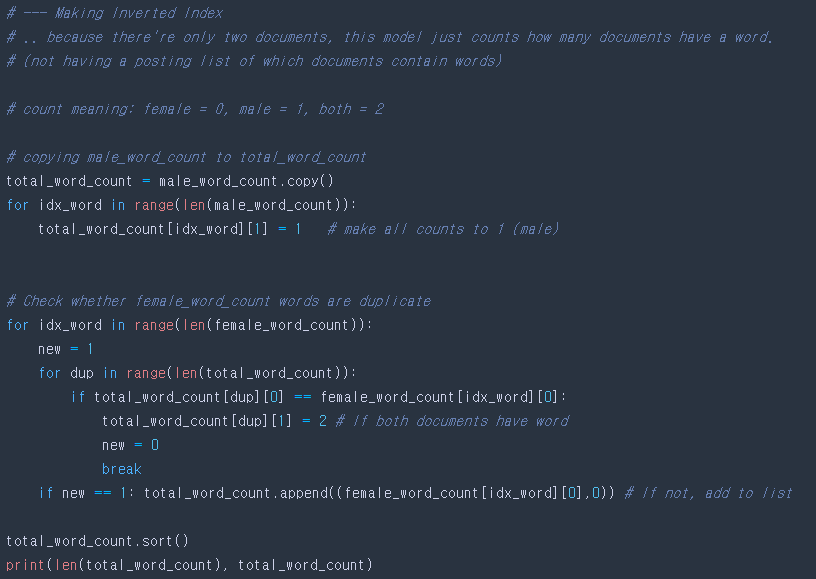 # --- Making Inverted Index
# .. because there're only two documents, this model just counts how many documents have a word.
# (not having a posting list of which documents contain words)
# count meaning: female = 0, male = 1, both = 2
# copying male_word_count to total_word_count
total_word_count = male_word_count.copy()
for idx_word in range(len(male_word_count)):
    total_word_count[idx_word][1] = 1   # make all counts to 1 (male)
# Check whether female_word_count words are duplicate
for idx_word in range(len(female_word_count)):
    new = 1
    for dup in range(len(total_word_count)):
        if total_word_count[dup][0] == female_word_count[idx_word][0]:
            total_word_count[dup][1] = 2 # If both documents have word
            new = 0
            break
    if new == 1: total_word_count.append((female_word_count[idx_word][0],0)) # If not, add to list
total_word_count.sort()
print(len(total_word_count), total_word_count)